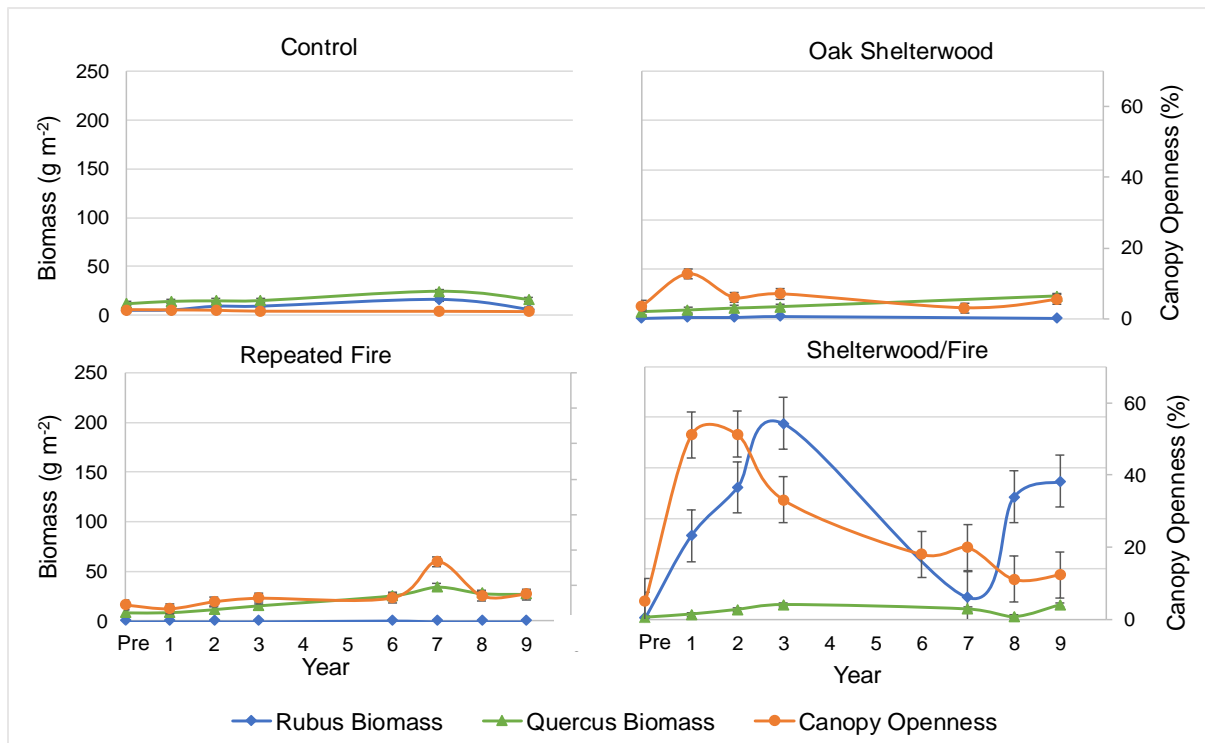 Control
Oak Shelterwood
250
200
150
100
50
0
Biomass (g m-2)
60
40
20
0
Canopy Openness (%)
Repeated Fire
Shelterwood/Fire
250
200
150
100
50
0
Biomass (g m-2)
60
40
20
0
Canopy Openness (%)
Pre 1 2 3 4 5 6 7 8 9
Year
Pre 1 2 3 4 5 6 7 8 9
Year
Rubus Biomass Quercus Biomass Canopy Openness